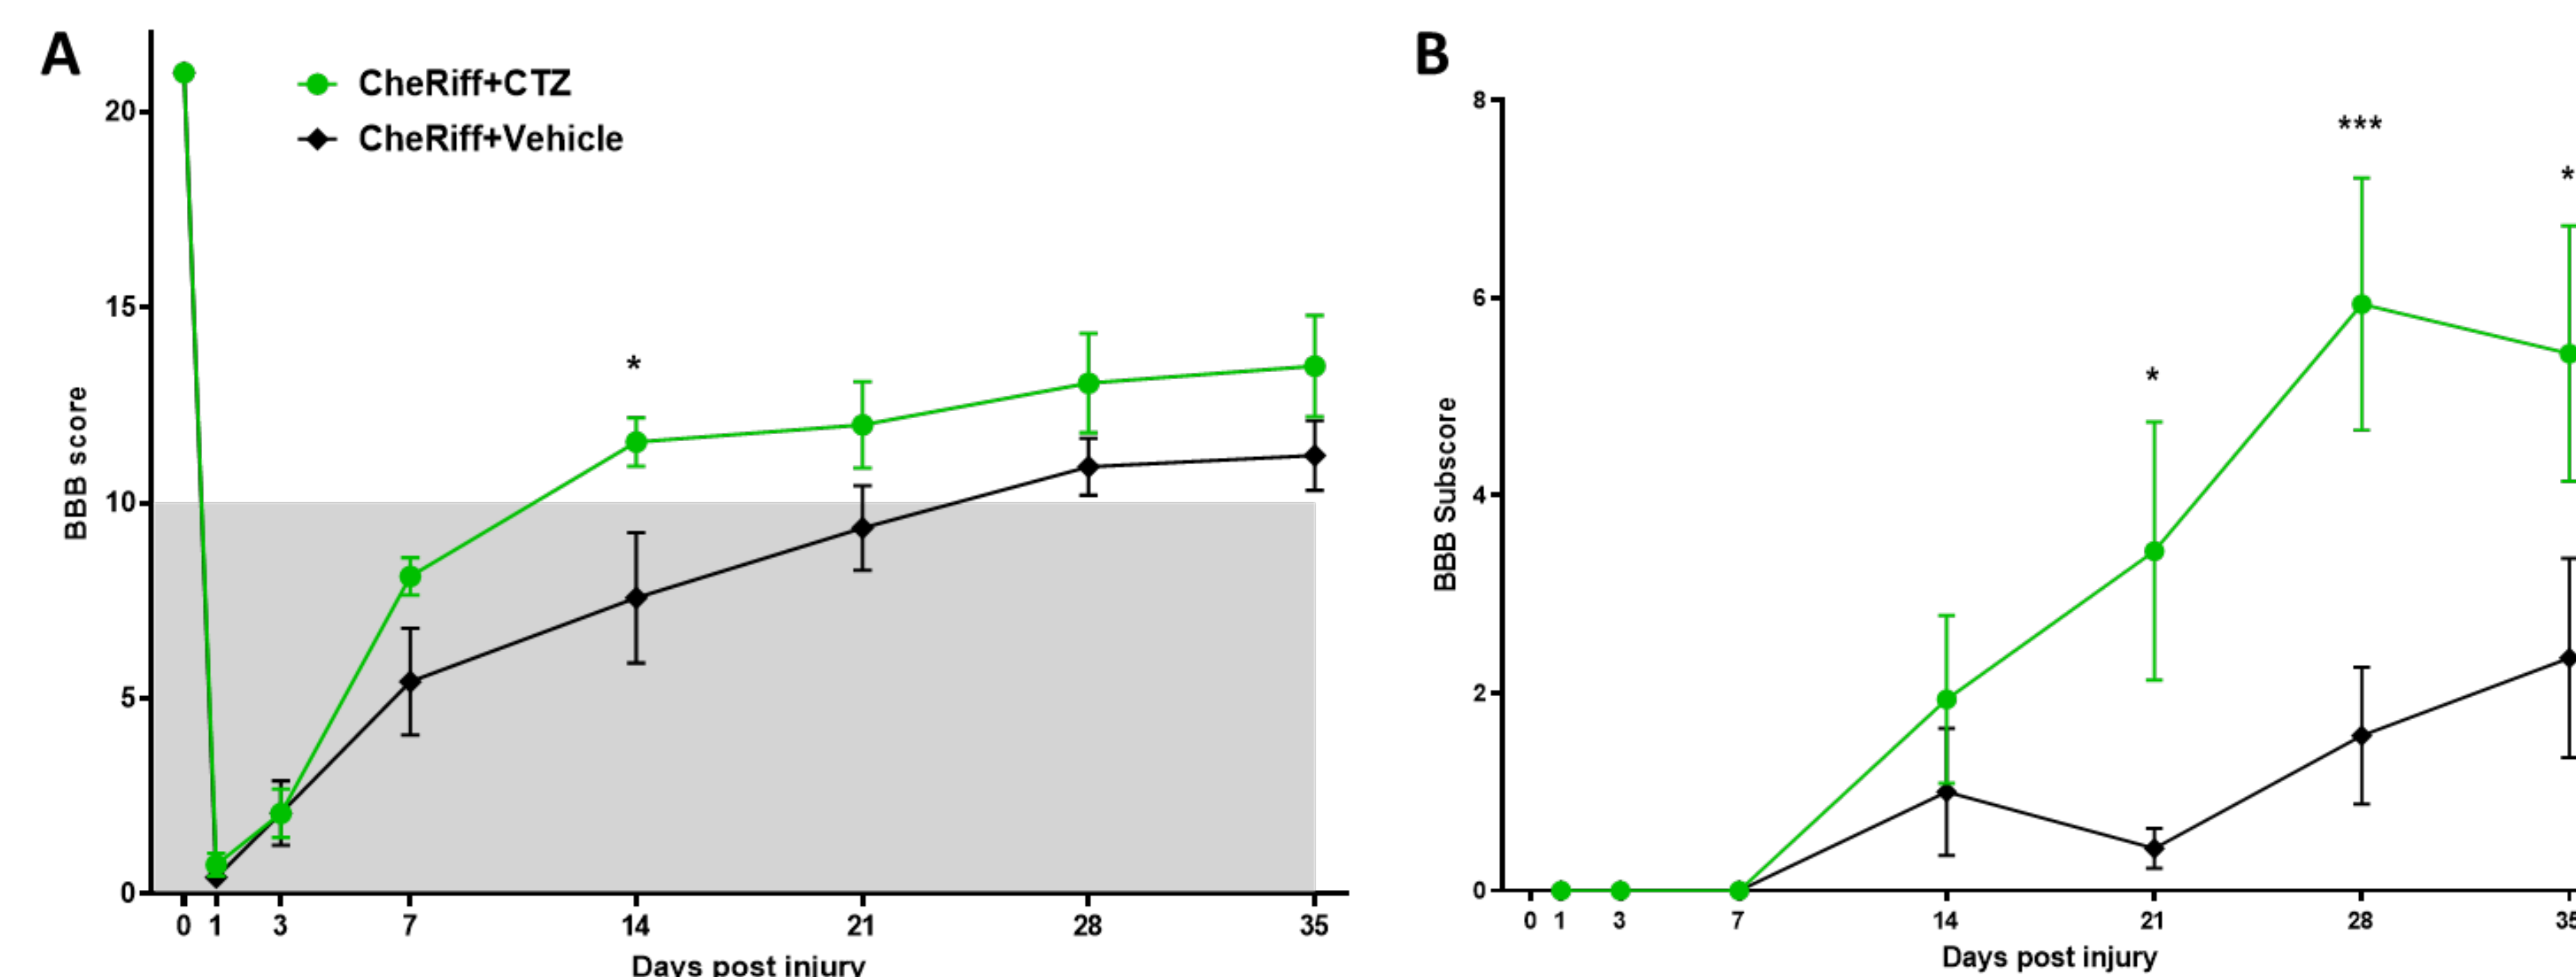 A
CheRiff+CTZ
CheRiff+Vehicle
BBB score
20
15
10
5
0
*
0 1 3 7 14 21 28 35
Days post injury
B
BBB Subscore
8
6
4
2
0
*
***
*
0 1 3 7 14 21 28 35
Days post injury